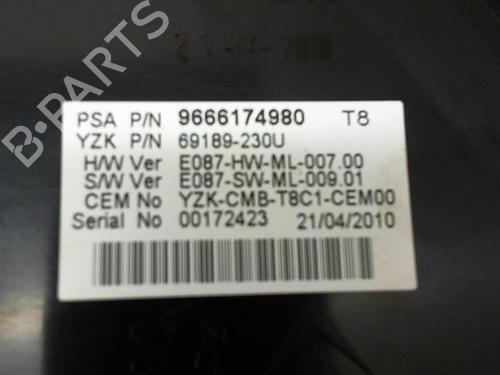 B-PARTS
PSA P/N 9666174980 T8
YZK P/N 69189-230U
H/W Ver E087-HW-ML-007.00
S/W Ver E087-SW-ML-009.01
CEM No YZK-CMB-T8C1-CEM00
Serial No 00172423 21/04/2010